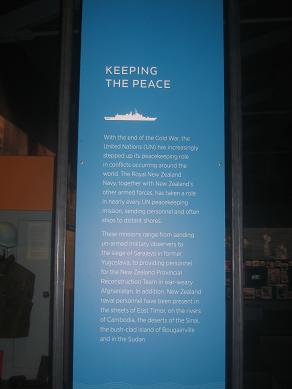 KEEPING
THE PEACE
With the end of the Cold War, the
United Nations (UN) has increasingly
stepped up its peacekeeping role
in conflicts occurring around the
world. The Royal New Zealand
Navy, together with New Zealand's
other armed forces, has taken a role
in nearly every UN peacekeeping
mission, sending personnel and often
ships to distant shores.
These missions range from sending
un-armed military observers to
the siege of Sarajevo in former
Yugoslavia, to providing personnel
for the New Zealand Provincial
Reconstruction Team in war-weary
Afghanistan. In addition, New Zealand
naval personnel have been present in
the streets of East Timor, on the rivers
of Cambodia, the deserts of the Sinai,
the bush-clad island of Bougainville
and in the Sudan.